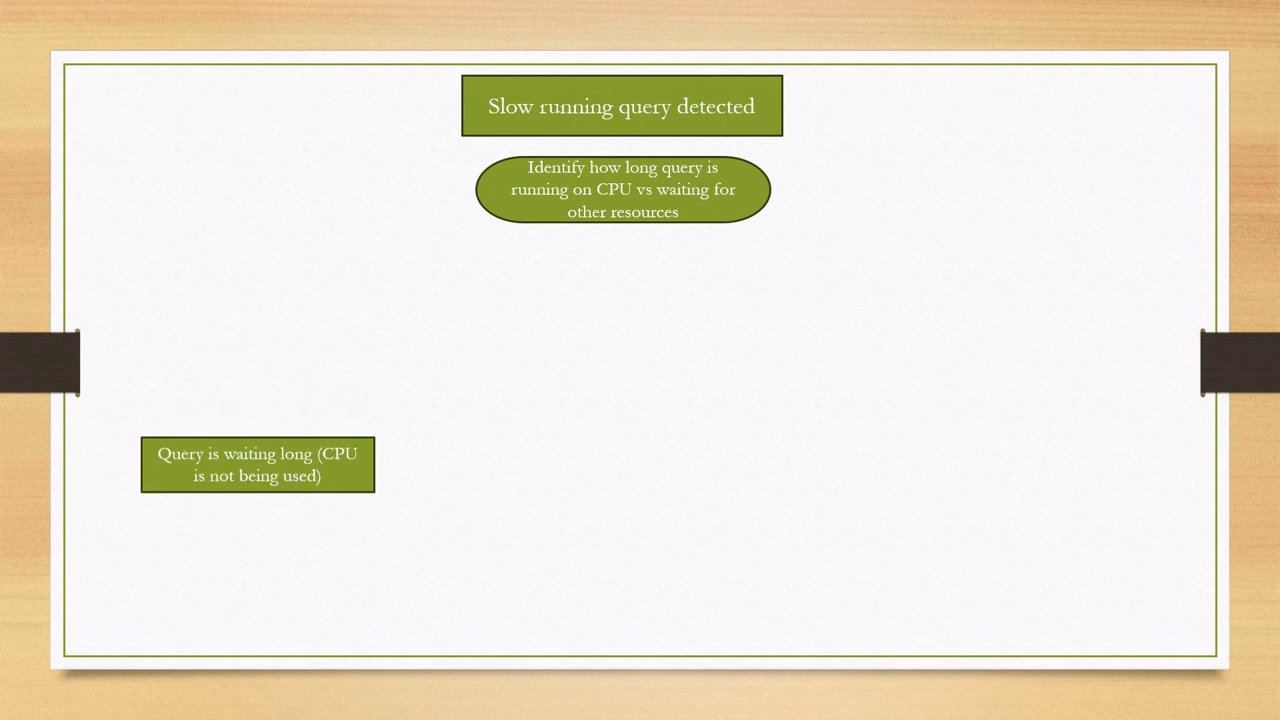 Slow running query detected
Identify how long query is
running on CPU vs waiting for
other resources
Query is waiting long (CPU
is not being used)